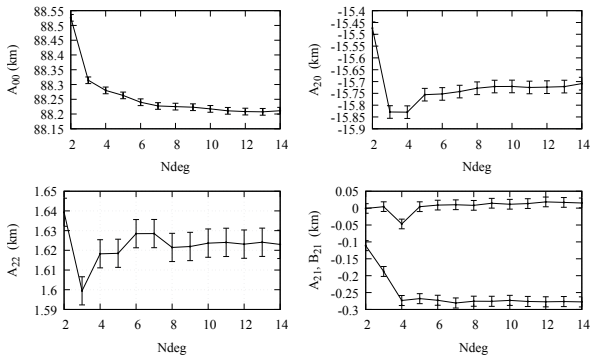 88.55
88.5
88.45
88.4
88.35
88.3
88.25
88.2
88.15
A00 (km)
2 4 6 8 10 12 14
Ndeg
-15.4
-15.45
-15.5
-15.55
-15.6
-15.65
-15.7
-15.75
-15.8
-15.85
-15.9
A20 (km)
2 4 6 8 10 12 14
Ndeg
1.65
1.64
1.63
1.62
1.61
1.6
1.59
A22 (km)
2 4 6 8 10 12 14
Ndeg
0.05
0
-0.05
-0.1
-0.15
-0.2
-0.25
-0.3
A21, B21 (km)
2 4 6 8 10 12 14
Ndeg